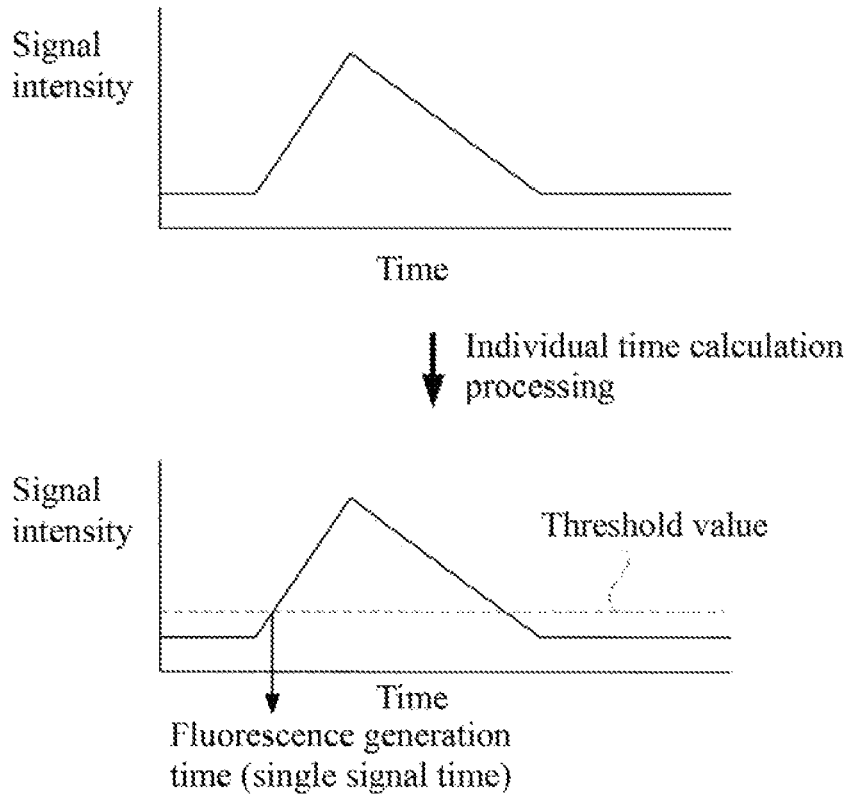 Signal
intensity
Time
Individual time calculation
processing
Signal
intensity
Threshold value
Time
Fluorescence generation
time (single signal time)